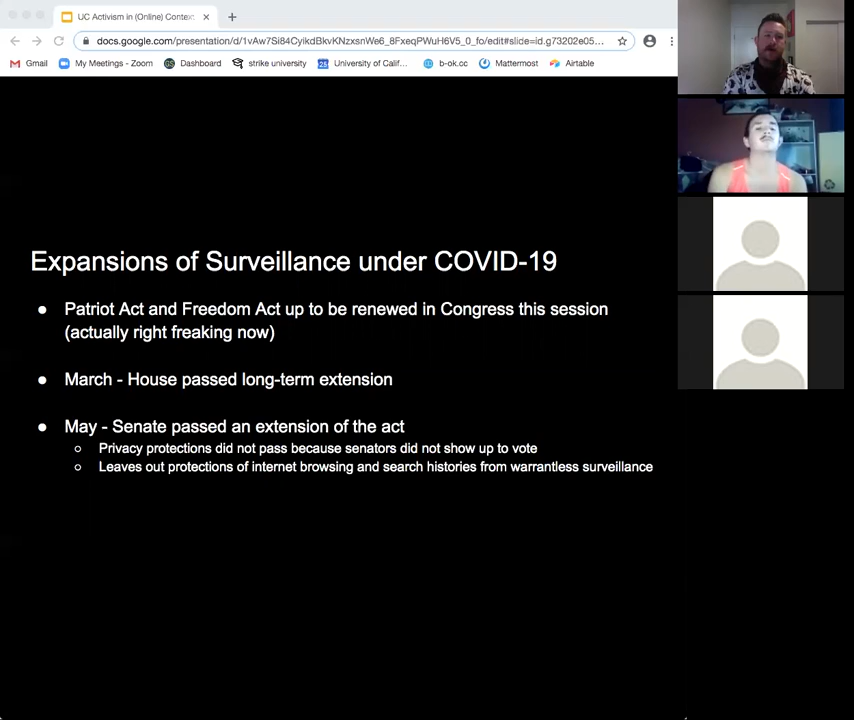 UC Activism in (Online) Contex
docs.google.com/presentation/d/1vAw7Si84CyikdBkvKNzxsnWe6_8FxeqPWuH6V5_0_fo/edit#slide=id.g73202e05...
Gmail My Meetings - Zoom Dashboard strike university University of Calif... b-ok.cc Mattermost Airtable
Expansions of Surveillance under COVID-19
● Patriot Act and Freedom Act up to be renewed in Congress this session
(actually right freaking now)
● March - House passed long-term extension
● May - Senate passed an extension of the act
○ Privacy protections did not pass because senators did not show up to vote
○ Leaves out protections of internet browsing and search histories from warrantless surveillance